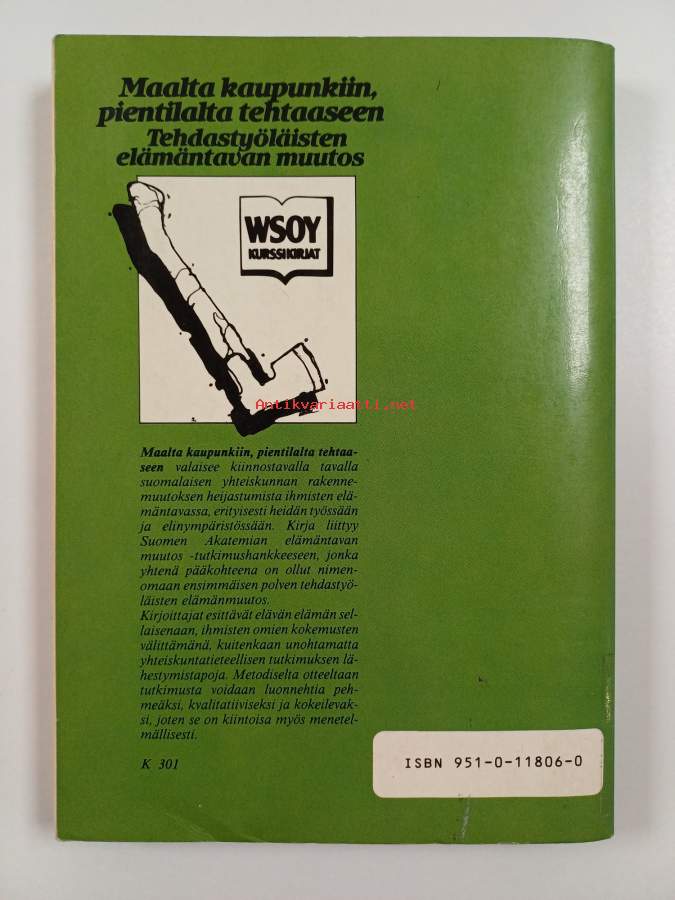 Maalta kaupunkiin,
pientilalta tehtaaseen
Tehdastyöläisten
elämäntavan muutos
WSOY
KURSSIKIRJAT
Antikvariaatti.net
Maalta kaupunkiin, pientilalta tehtaa-
seen valaisee kiinnostavalla tavalla
suomalaisen yhteiskunnan rakenne-
muutoksen heijastumista ihmisten elä-
mäntavassa, erityisesti heidän työssään
ja elinympäristössään. Kirja liittyy
Suomen Akatemian elämäntavan
muutos -tutkimushankkeeseen, jonka
yhtenä pääkohteena on ollut nimen-
omaan ensimmäisen polven tehdastyö-
läisten elämänmuutos.
Kirjoittajat esittävät elävän elämän sel-
laisenaan, ihmisten omien kokemusten
välittämänä, kuitenkaan unohtamatta
yhteiskuntatieteellisen tutkimuksen lä-
hestymistapoja. Metodiselta otteeltaan
tutkimusta voidaan luonnehtia peh-
meäksi, kvalitatiiviseksi ja kokeilevak-
si, joten se on kiintoisa myös menetel-
mällisesti.
K 301
ISBN 951-0-11806-0